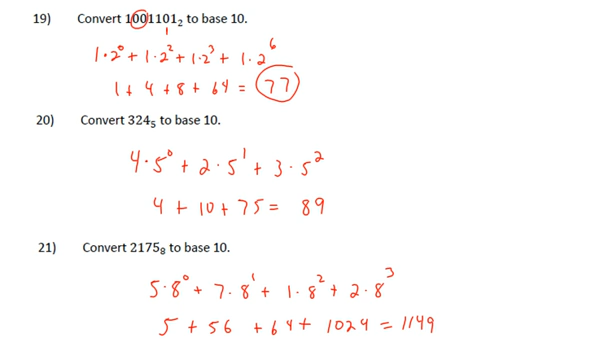 19) Convert 1001101₂ to base 10.
1
1·2⁰ + 1·2² + 1·2³ + 1·2⁶
1 + 4 + 8 + 64 = 77
20) Convert 324₅ to base 10.
4·5⁰ + 2·5¹ + 3·5²
4 + 10 + 75 = 89
21) Convert 2175₈ to base 10.
5·8⁰ + 7·8¹ + 1·8² + 2·8³
5 + 56 + 64 + 1024 = 1149